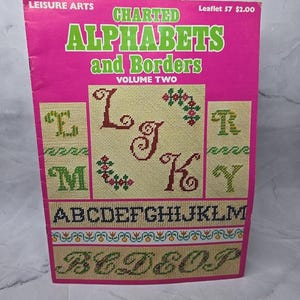 LEISURE ARTS
Leaflet 57 $2.00
CHARTED
ALPHABETS
and Borders
VOLUME TWO
L
J
K
L
M
R
Y
ABCDEFGHIJKLM
BCDEOP